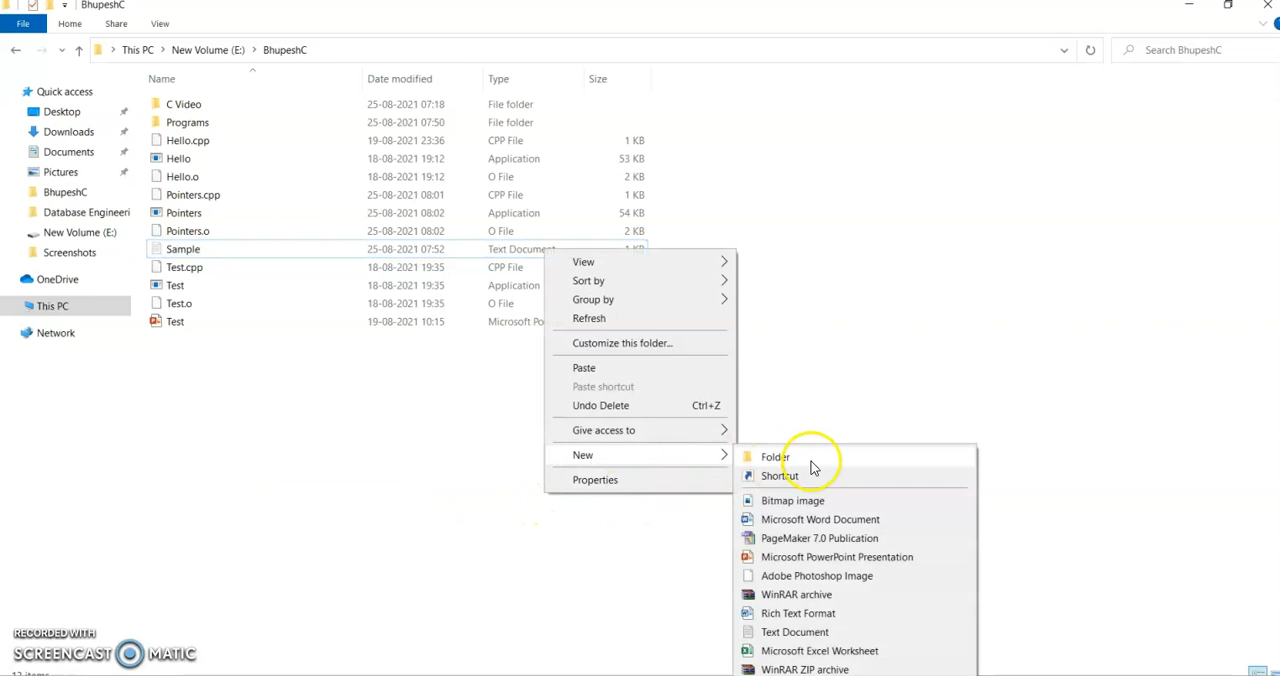 BhupeshC
File Home Share View
This PC New Volume (E:) BhupeshC Search BhupeshC
Name Date modified Type Size
Quick access
Desktop
Downloads
Documents
Pictures
BhupeshC
Database Engineeri
New Volume (E:)
Screenshots
OneDrive
This PC
Network
C Video 25-08-2021 07:18 File folder
Programs 25-08-2021 07:50 File folder
Hello.cpp 19-08-2021 23:36 CPP File 1 KB
Hello 18-08-2021 19:12 Application 53 KB
Hello.o 18-08-2021 19:12 O File 2 KB
Pointers.cpp 25-08-2021 08:01 CPP File 1 KB
Pointers 25-08-2021 08:02 Application 54 KB
Pointers.o 25-08-2021 08:02 O File 2 KB
Sample 25-08-2021 07:52 Text Document 1 KB
Test.cpp 18-08-2021 19:35 CPP File
Test 18-08-2021 19:35 Application
Test.o 18-08-2021 19:35 O File
Test 19-08-2021 10:15 Microsoft Po
View
Sort by
Group by
Refresh
Customize this folder...
Paste
Paste shortcut
Undo Delete Ctrl+Z
Give access to
New
Properties
Folder
Shortcut
Bitmap image
Microsoft Word Document
PageMaker 7.0 Publication
Microsoft PowerPoint Presentation
Adobe Photoshop Image
WinRAR archive
Rich Text Format
Text Document
Microsoft Excel Worksheet
WinRAR ZIP archive
RECORDED WITH
SCREENCAST MATIC